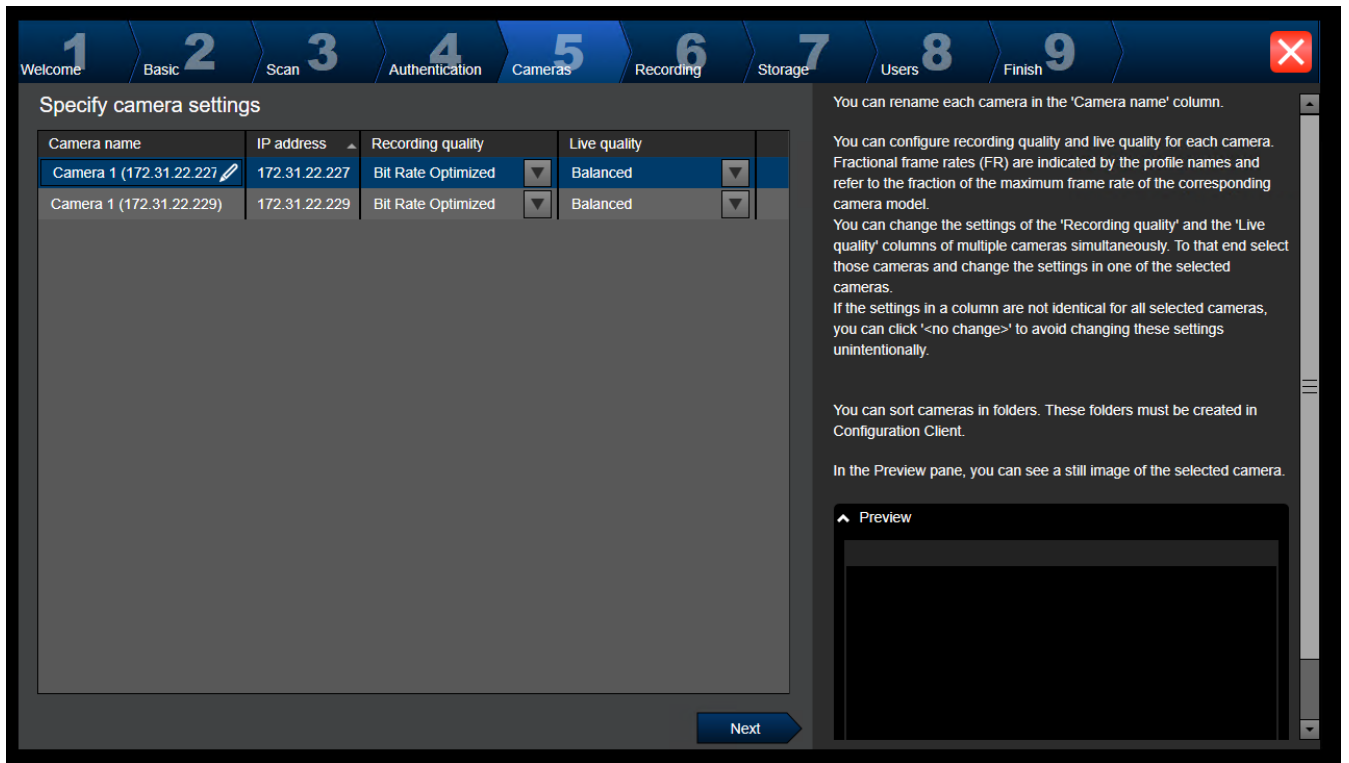 1 Welcome
2 Basic
3 Scan
4 Authentication
5 Cameras
6 Recording
7 Storage
8 Users
9 Finish
Specify camera settings
Camera name IP address Recording quality Live quality
Camera 1 (172.31.22.227 172.31.22.227 Bit Rate Optimized Balanced
Camera 1 (172.31.22.229) 172.31.22.229 Bit Rate Optimized Balanced
Next
You can rename each camera in the 'Camera name' column.
You can configure recording quality and live quality for each camera.
Fractional frame rates (FR) are indicated by the profile names and
refer to the fraction of the maximum frame rate of the corresponding
camera model.
You can change the settings of the 'Recording quality' and the 'Live
quality' columns of multiple cameras simultaneously. To that end select
those cameras and change the settings in one of the selected
cameras.
If the settings in a column are not identical for all selected cameras,
you can click '<no change>' to avoid changing these settings
unintentionally.
You can sort cameras in folders. These folders must be created in
Configuration Client.
In the Preview pane, you can see a still image of the selected camera.
Preview